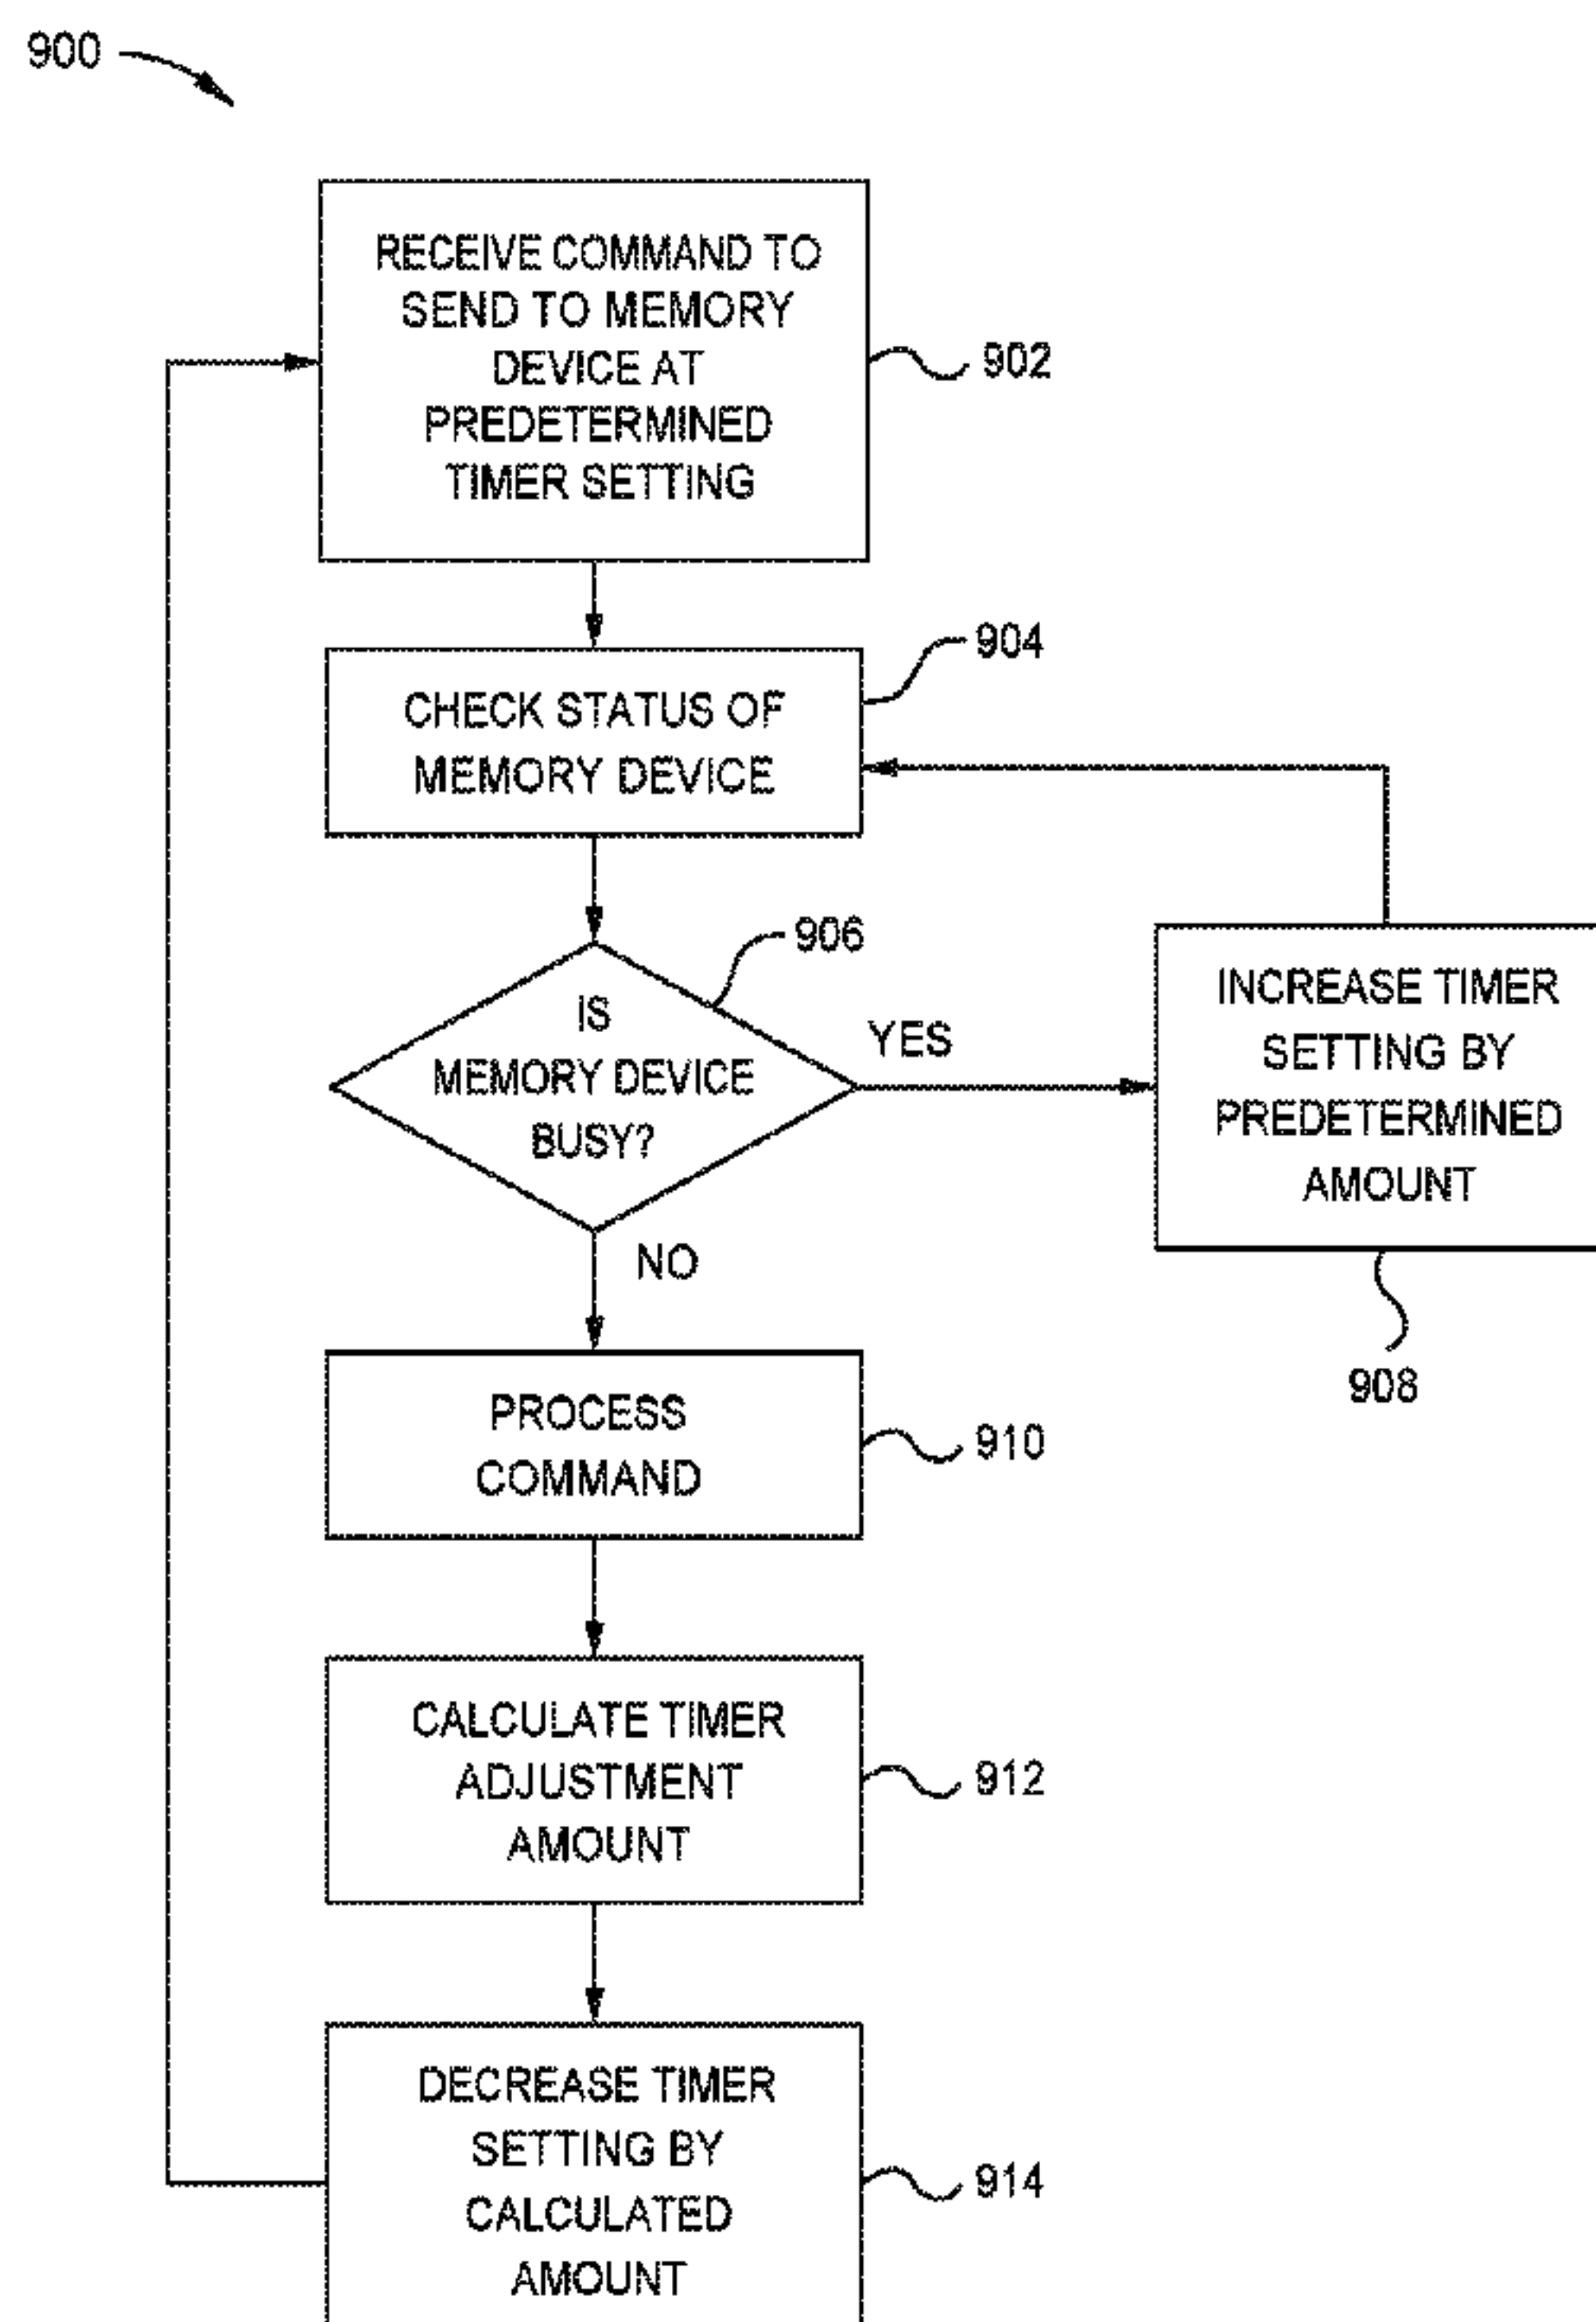 900
RECEIVE COMMAND TO
SEND TO MEMORY
DEVICE AT
PREDETERMINED
TIMER SETTING
902
904
CHECK STATUS OF
MEMORY DEVICE
906
IS
MEMORY DEVICE
BUSY?
YES
INCREASE TIMER
SETTING BY
PREDETERMINED
AMOUNT
908
NO
PROCESS
COMMAND
910
CALCULATE TIMER
ADJUSTMENT
AMOUNT
912
DECREASE TIMER
SETTING BY
CALCULATED
AMOUNT
914